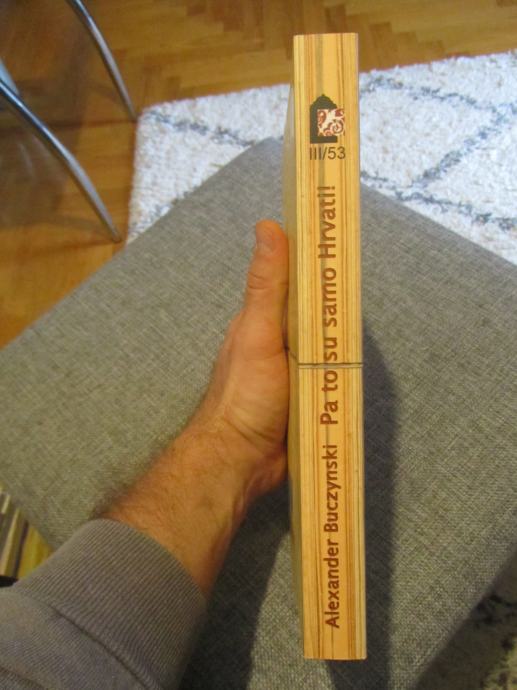 III/53
Alexander Buczynski Pa to su samo Hrvati!